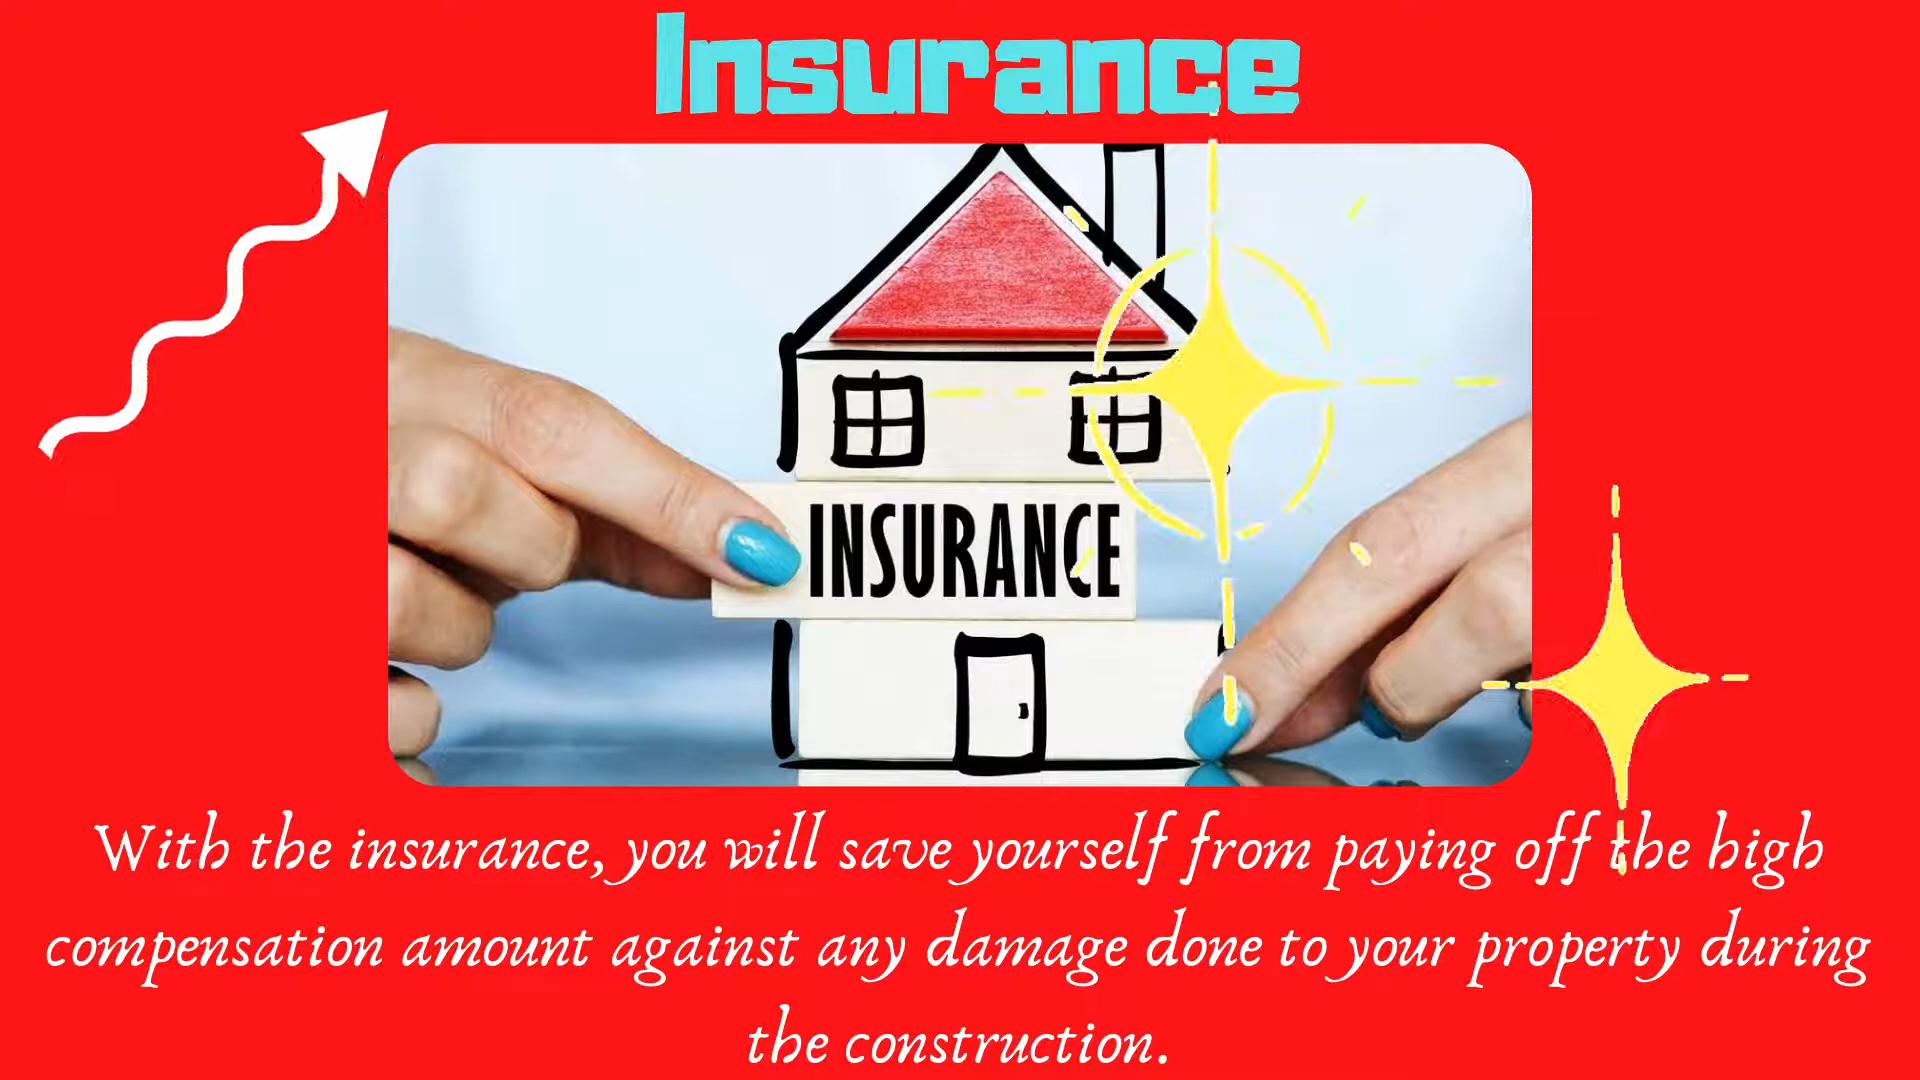 Insurance
INSURANCE
With the insurance, you will save yourself from paying off the high
compensation amount against any damage done to your property during
the construction.